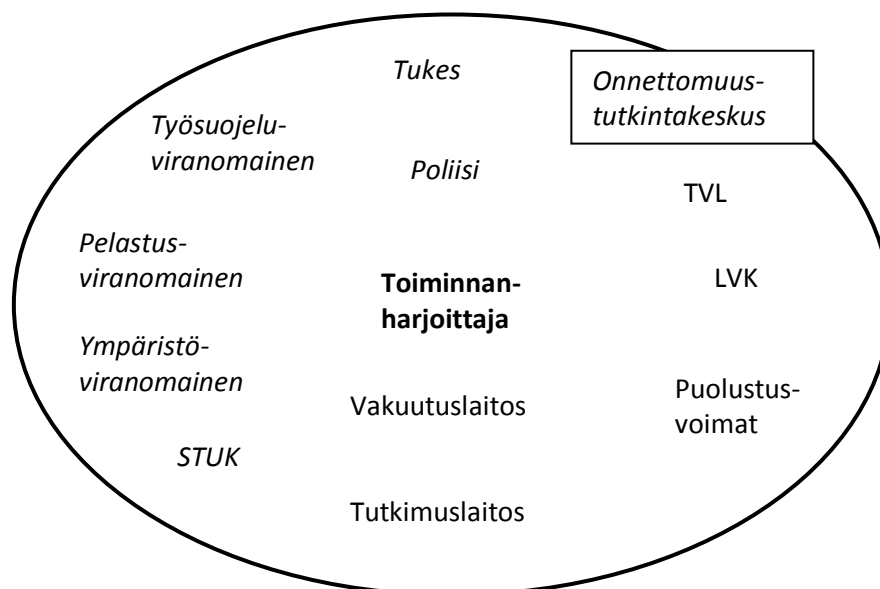 Tukes
Onnettomuus-
tutkintakeskus
Työsuojelu-
viranomainen
Poliisi
TVL
Pelastus-
viranomainen
Toiminnan-
harjoittaja
LVK
Ympäristö-
viranomainen
Vakuutuslaitos
Puolustus-
voimat
STUK
Tutkimuslaitos